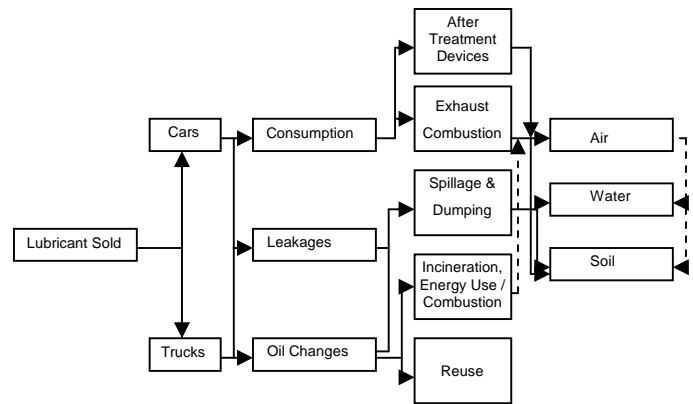 Lubricant Sold
Cars
Trucks
Consumption
Leakages
Oil Changes
After
Treatment
Devices
Exhaust
Combustion
Spillage &
Dumping
Incineration,
Energy Use /
Combustion
Reuse
Air
Water
Soil